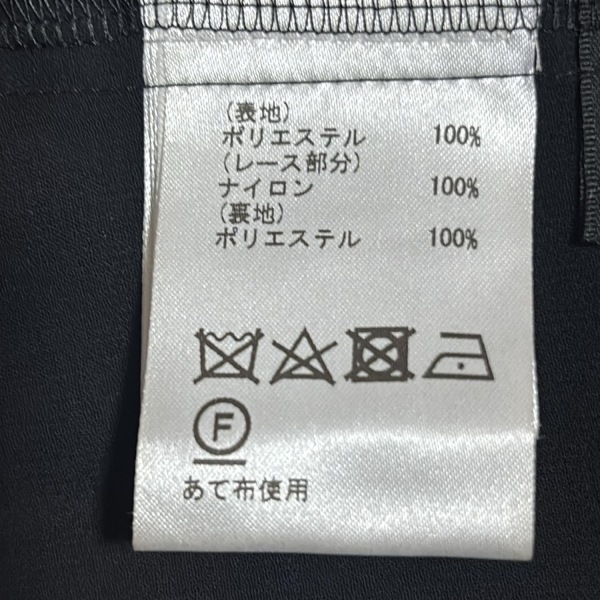 (表地)
ポリエステル 100%
(レース部分)
ナイロン 100%
(裏地)
ポリエステル 100%
F
あて布使用